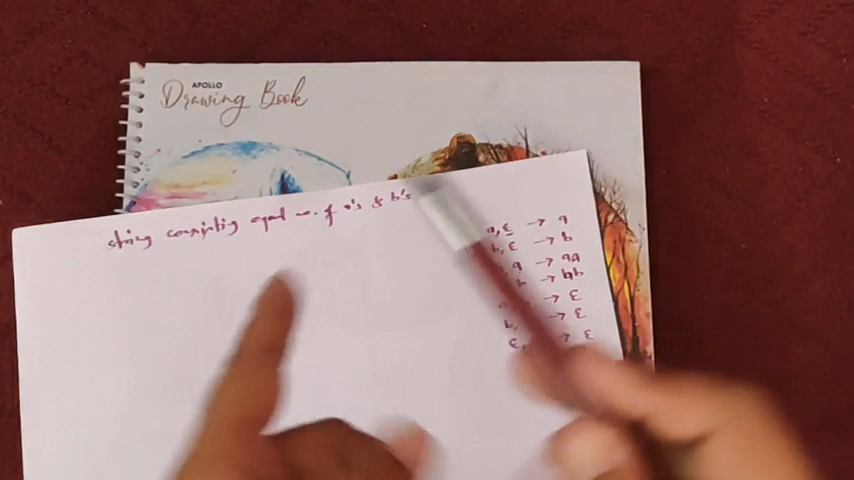 APOLLO
Drawing Book
string consisting equal no. of a's & b's
a, ε → a
b, ε → b
a → aa
b → bb
→ ε
b, → ε
ε, → ε